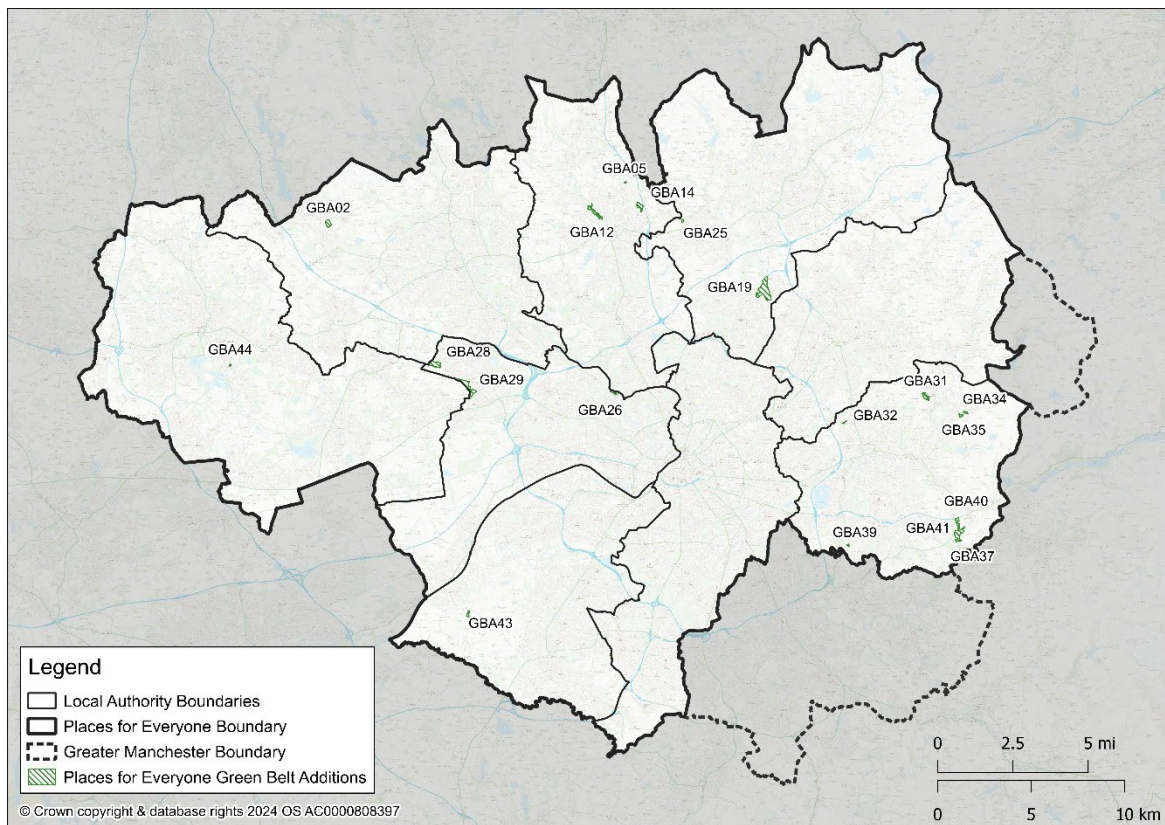 GBA05
GBA14
GBA02
GBA12
GBA25
GBA19
GBA44
GBA28
GBA29
GBA26
GBA31
GBA34
GBA32
GBA35
GBA40
GBA41
GBA39
GBA37
GBA43
Legend
Local Authority Boundaries
Places for Everyone Boundary
Greater Manchester Boundary
Places for Everyone Green Belt Additions
0 2.5 5 mi
0 5 10 km
© Crown copyright & database rights 2024 OS AC0000808397